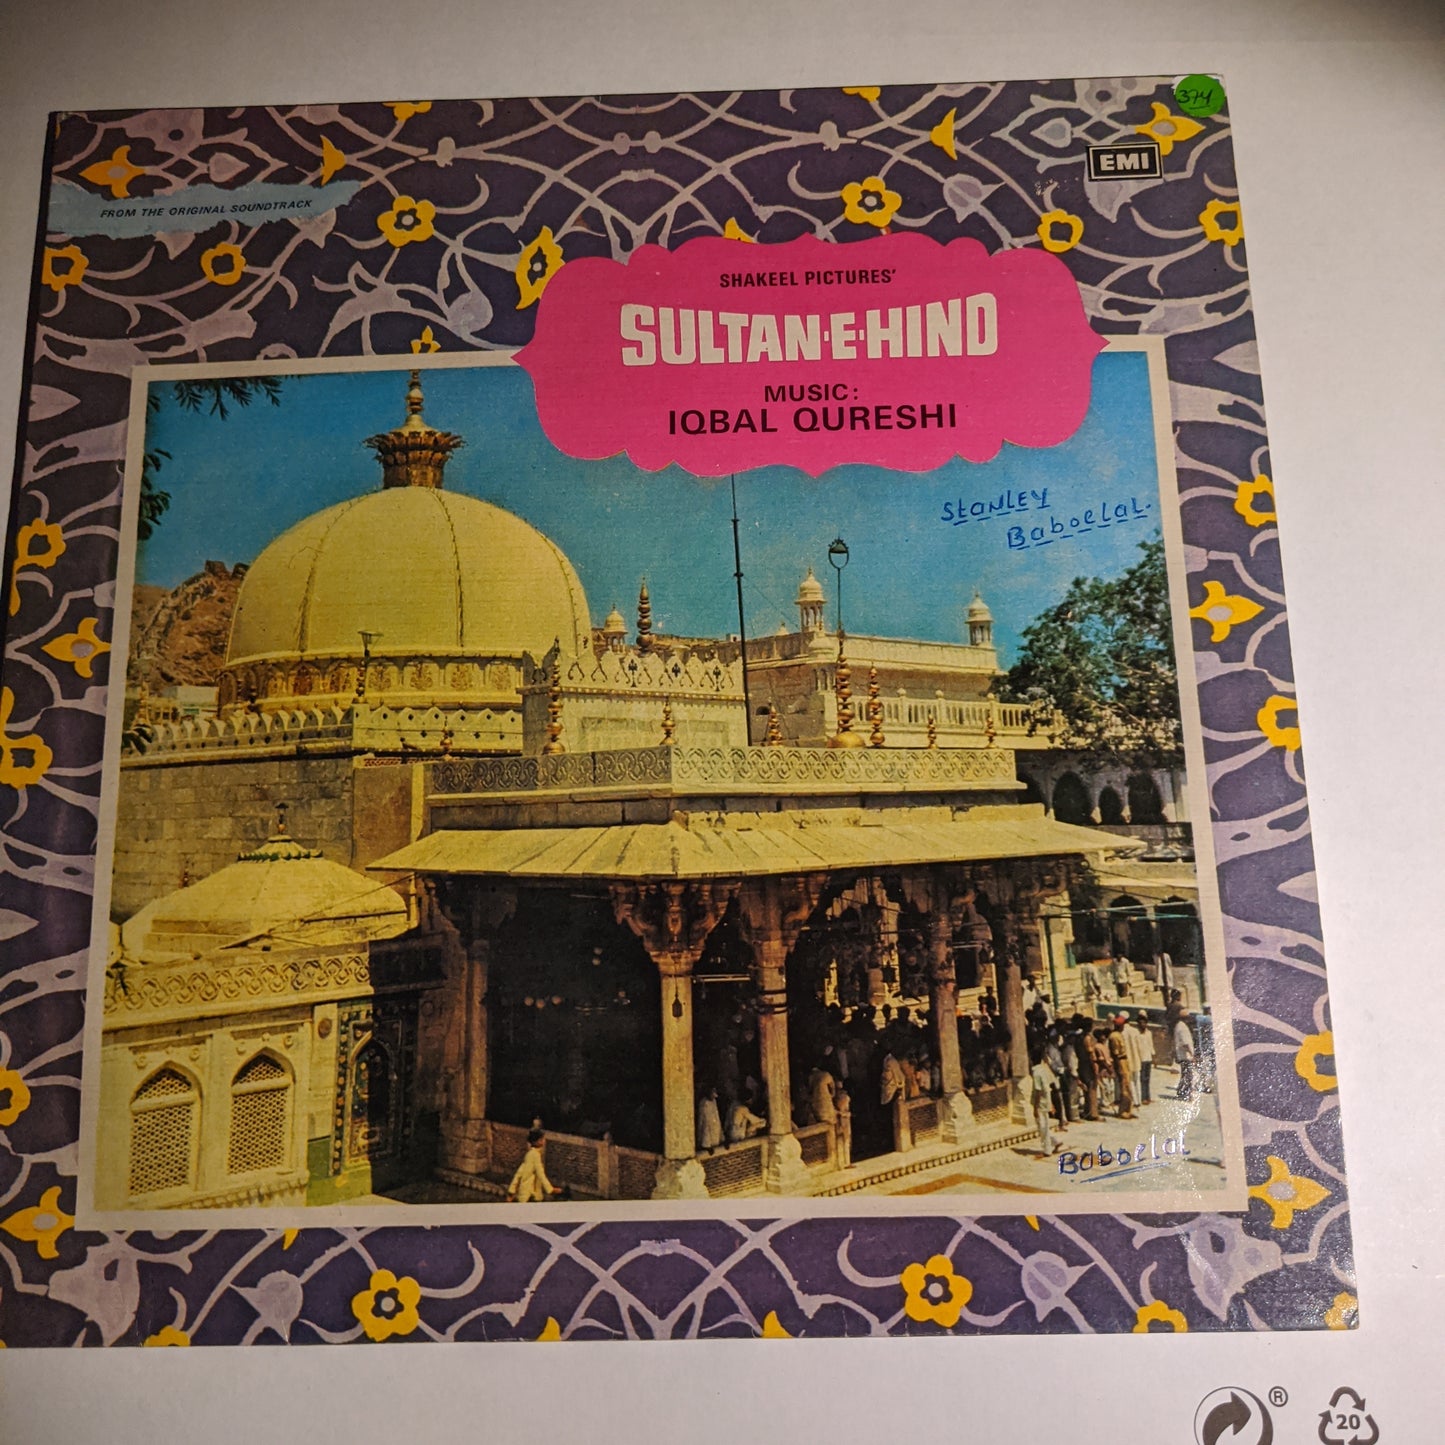 374
EMI
FROM THE ORIGINAL SOUNDTRACK
SHAKEEL PICTURES'
SULTAN·E·HIND
MUSIC:
IQBAL QURESHI
StaNLEY
Baboelal.
Baboelal
®
20